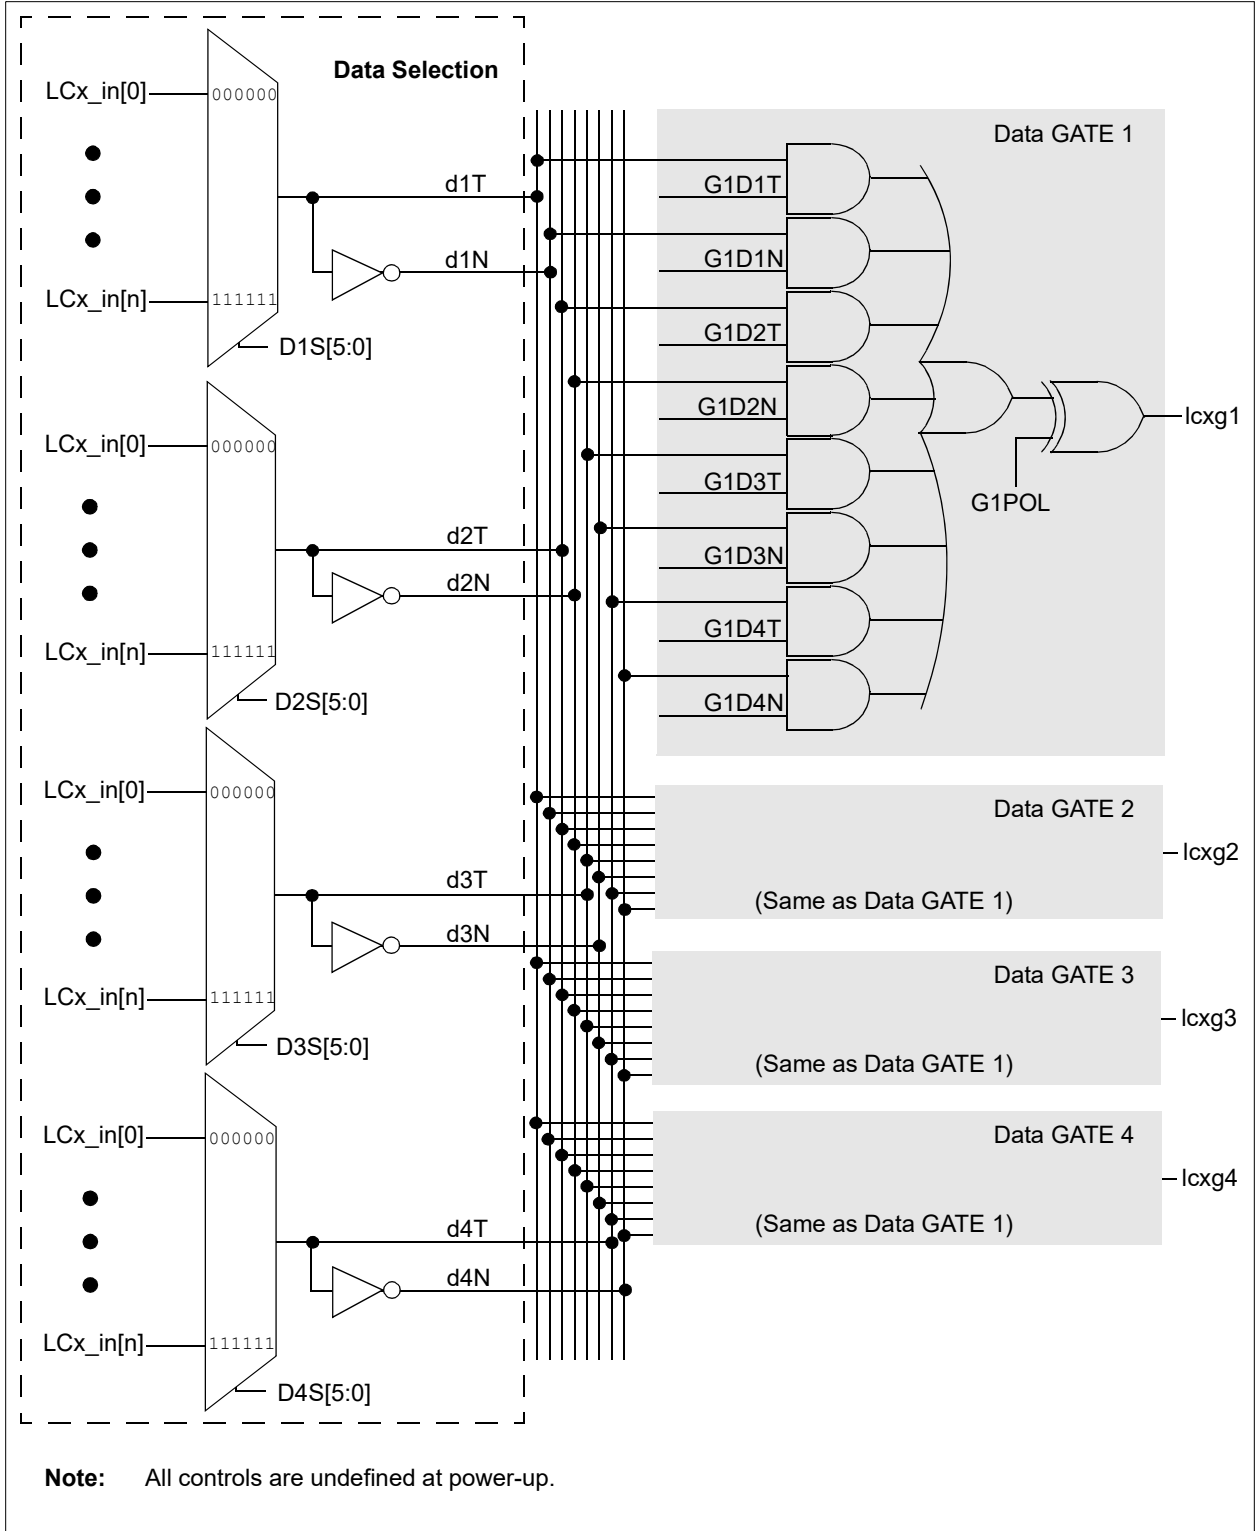 Data Selection
LCx_in[0]
000000
d1T
d1N
LCx_in[n]
111111
D1S[5:0]
LCx_in[0]
000000
d2T
d2N
LCx_in[n]
111111
D2S[5:0]
LCx_in[0]
000000
d3T
d3N
LCx_in[n]
111111
D3S[5:0]
LCx_in[0]
000000
d4T
d4N
LCx_in[n]
111111
D4S[5:0]
Data GATE 1
G1D1T
G1D1N
G1D2T
G1D2N
G1D3T
G1D3N
G1D4T
G1D4N
G1POL
lcxg1
Data GATE 2
(Same as Data GATE 1)
lcxg2
Data GATE 3
(Same as Data GATE 1)
lcxg3
Data GATE 4
(Same as Data GATE 1)
lcxg4
Note: All controls are undefined at power-up.